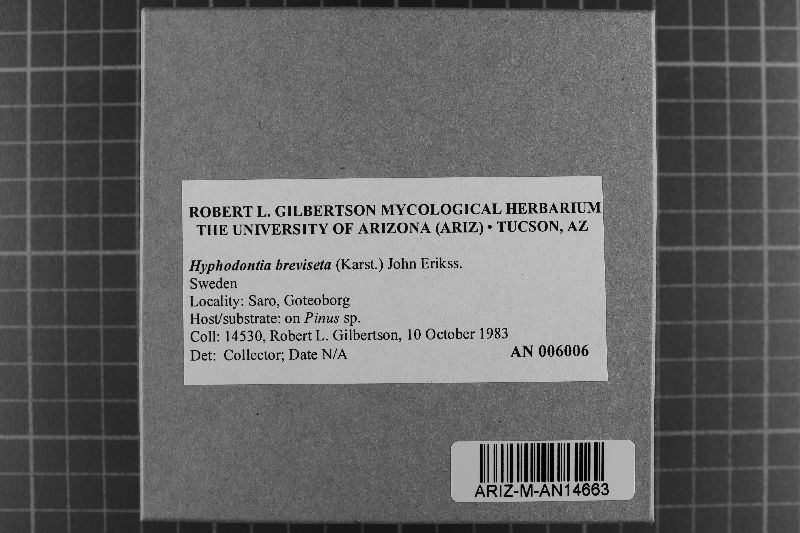 ROBERT L. GILBERTSON MYCOLOGICAL HERBARIUM
THE UNIVERSITY OF ARIZONA (ARIZ) • TUCSON, AZ
Hyphodontia breviseta (Karst.) John Erikss.
Sweden
Locality: Saro, Goteoborg
Host/substrate: on Pinus sp.
Coll: 14530, Robert L. Gilbertson, 10 October 1983
Det: Collector; Date N/A AN 006006
ARIZ-M-AN14663